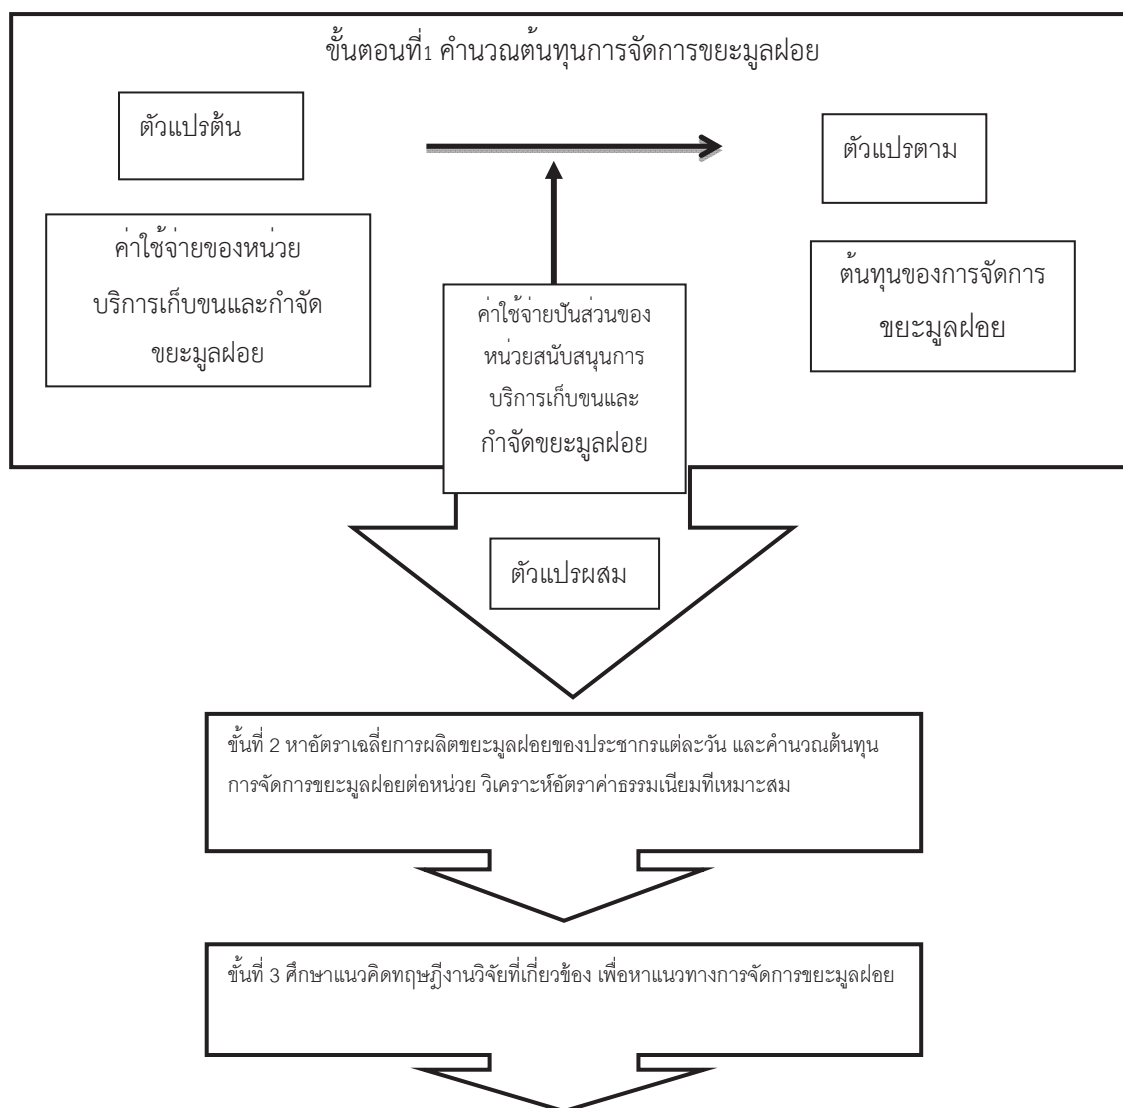 ขั้นตอนที่1 คำนวณต้นทุนการจัดการขยะมูลฝอย
ตัวแปรต้น
ตัวแปรตาม
ค่าใช้จ่ายของหน่วย
บริการเก็บขนและกำจัด
ขยะมูลฝอย
ค่าใช้จ่ายปันส่วนของ
หน่วยสนับสนุนการ
บริการเก็บขนและ
กำจัดขยะมูลฝอย
ต้นทุนของการจัดการ
ขยะมูลฝอย
ตัวแปรผสม
ขั้นที่ 2 หาอัตราเฉลี่ยการผลิตขยะมูลฝอยของประชากรแต่ละวัน และคำนวณต้นทุน
การจัดการขยะมูลฝอยต่อหน่วย วิเคราะห์อัตราค่าธรรมเนียมทีเหมาะสม
ขั้นที่ 3 ศึกษาแนวคิดทฤษฎีงานวิจัยที่เกี่ยวข้อง เพื่อหาแนวทางการจัดการขยะมูลฝอย